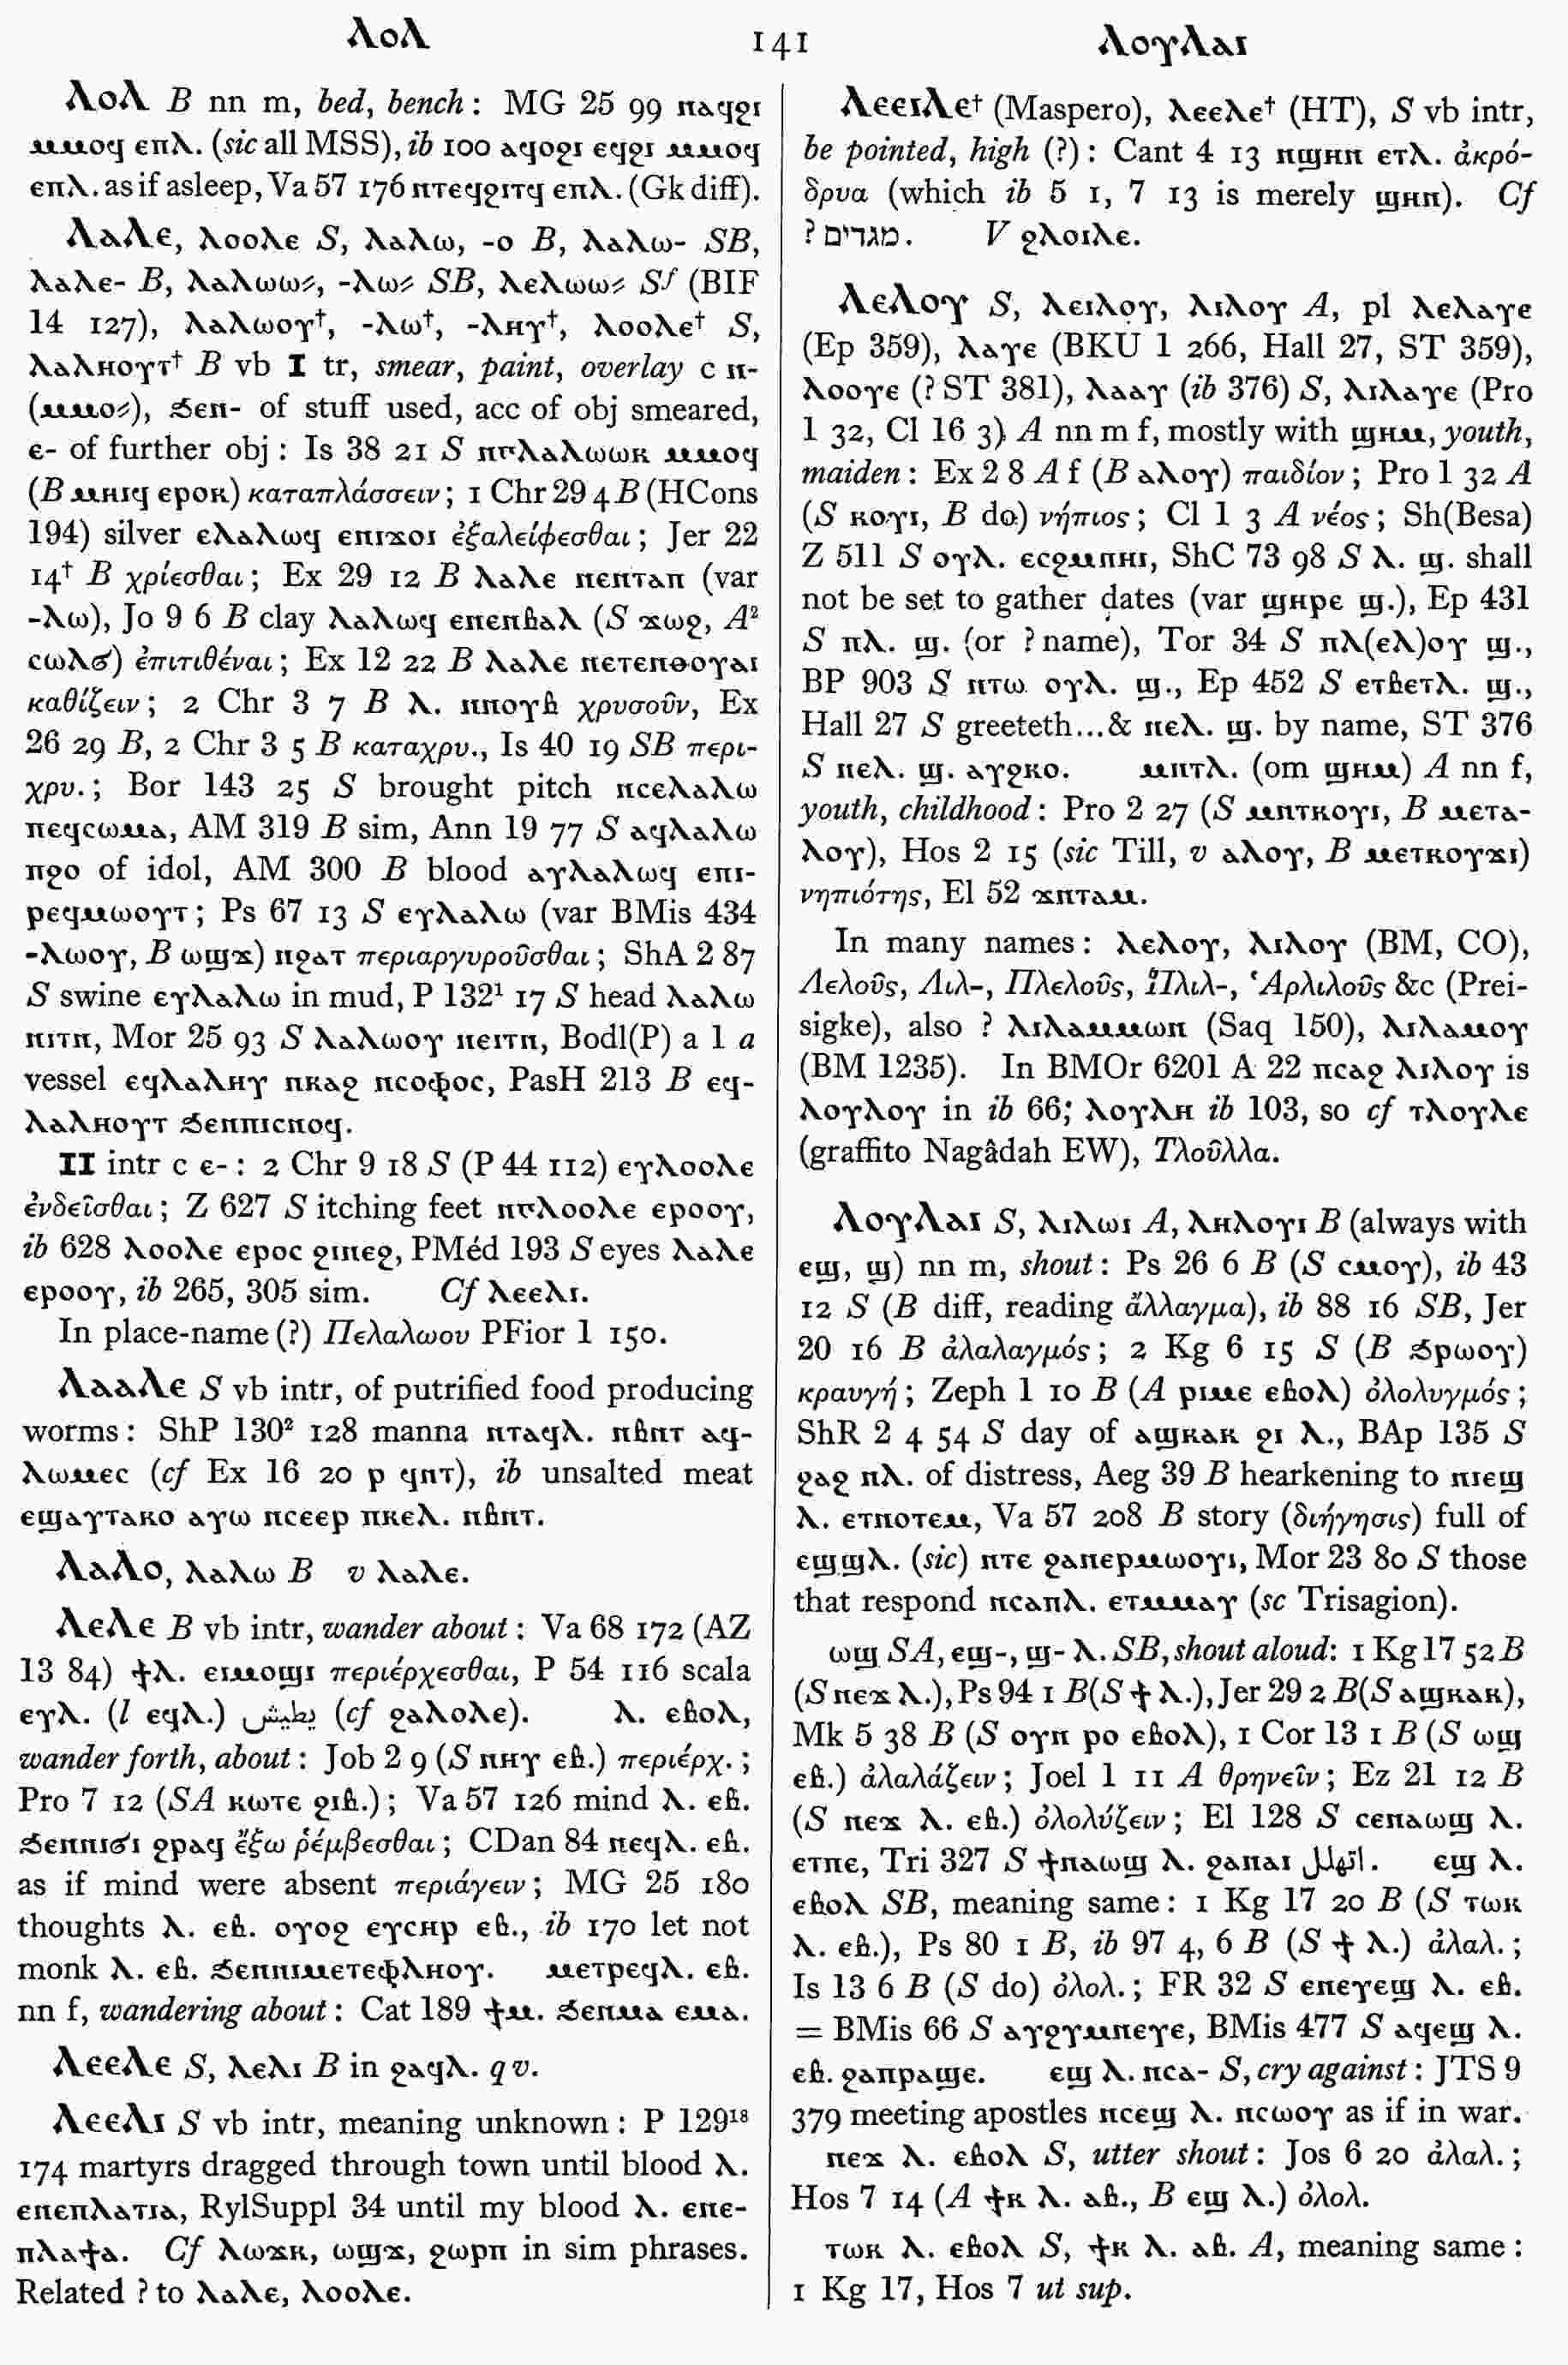 ⲗⲟⲗ 141 ⲗⲟⲩⲗⲁⲓ
ⲗⲟⲗ B nn m, bed, bench: MG 25 99 ⲛⲁϥϩⲓ
ⲙⲙⲟϥ ⲉⲡⲗ. (sic all MSS), ib 100 ⲁϥⲟϩⲓ ⲉϥϩⲓ ⲙⲙⲟϥ
ⲉⲡⲗ. as if asleep, Va 57 176 ⲛⲧⲉϥϩⲓⲧϥ ⲉⲡⲗ. (Gk diff).
ⲗⲁⲗⲉ, ⲗⲟⲟⲗⲉ S, ⲗⲁⲗⲱ, -ⲟ B, ⲗⲁⲗⲱ- SB,
ⲗⲁⲗⲉ- B, ⲗⲁⲗⲱⲱ⸗, -ⲗⲱ⸗ SB, ⲗⲉⲗⲱⲱ⸗ Sf (BIF
14 127), ⲗⲁⲗⲱⲟⲩ†, -ⲗⲱ†, -ⲗⲏⲩ†, ⲗⲟⲟⲗⲉ† S,
ⲗⲁⲗⲏⲟⲩⲧ† B vb I tr, smear, paint, overlay c ⲛ-
(ⲙⲙⲟ⸗), ϧⲉⲛ- of stuff used, acc of obj smeared,
ⲉ- of further obj: Is 38 21 S ⲛⲅⲗⲁⲗⲱⲱⲕ ⲙⲙⲟϥ
(B ⲙⲏⲓϥ ⲉⲣⲟⲕ) καταπλάσσειν; 1 Chr 29 4 B (HCons
194) silver ⲉⲗⲁⲗⲱϥ ⲉⲛⲓϫⲟⲓ ἐξαλείφεσθαι; Jer 22
14† B χρίεσθαι; Ex 29 12 B ⲗⲁⲗⲉ ⲛⲉⲛⲧⲁⲡ (var
-ⲗⲱ), Jo 9 6 B clay ⲗⲁⲗⲱϥ ⲉⲛⲉⲛⲃⲁⲗ (S ϫⲱϩ, A²
ⲥⲱⲗϭ) ἐπιτιθέναι; Ex 12 22 B ⲗⲁⲗⲉ ⲛⲉⲧⲉⲛⲑⲟⲩⲁⲓ
καθίζειν; 2 Chr 3 7 B ⲗ. ⲛⲛⲟⲩⲃ χρυσοῦν, Ex
26 29 B, 2 Chr 3 5 B καταχρυ., Is 40 19 SB περι-
χρυ.; Bor 143 25 S brought pitch ⲛⲥⲉⲗⲁⲗⲱ
ⲡⲉϥⲥⲱⲙⲁ, AM 319 B sim, Ann 19 77 S ⲁϥⲗⲁⲗⲱ
ⲡϩⲟ of idol, AM 300 B blood ⲁⲩⲗⲁⲗⲱϥ ⲉⲡⲓ-
ⲣⲉϥⲙⲱⲟⲩⲧ; Ps 67 13 S ⲉⲩⲗⲁⲗⲱ (var BMis 434
-ⲗⲱⲟⲩ, B ⲱϣϫ) ⲛϩⲁⲧ περιαργυροῦσθαι; ShA 2 87
S swine ⲉⲩⲗⲁⲗⲱ in mud, P 132¹ 17 S head ⲗⲁⲗⲱ
ⲛⲓⲧⲛ, Mor 25 93 S ⲗⲁⲗⲱⲟⲩ ⲛⲉⲓⲧⲛ, Bodl(P) a 1 a
vessel ⲉϥⲗⲁⲗⲏⲩ ⲛⲕⲁϩ ⲛⲥⲟⲫⲟⲥ, PasH 213 B ⲉϥ-
ⲗⲁⲗⲏⲟⲩⲧ ϧⲉⲛⲡⲓⲥⲛⲟϥ.
II intr c ⲉ-: 2 Chr 9 18 S (P 44 112) ⲉⲩⲗⲟⲟⲗⲉ
ἐνδεῖσθαι; Z 627 S itching feet ⲛⲅⲗⲟⲟⲗⲉ ⲉⲣⲟⲟⲩ,
ib 628 ⲗⲟⲟⲗⲉ ⲉⲣⲟⲥ ϩⲓⲛⲉϩ, PMéd 193 S eyes ⲗⲁⲗⲉ
ⲉⲣⲟⲟⲩ, ib 265, 305 sim. Cf ⲗⲉⲉⲗⲓ.
In place-name (?) Πελαλωου PFior 1 150.
ⲗⲁⲁⲗⲉ S vb intr, of putrified food producing
worms: ShP 130² 128 manna ⲛⲧⲁϥⲗ. ⲛⲃⲛⲧ ⲁϥ-
ⲗⲱⲙⲉⲥ (cf Ex 16 20 ⲣ ϥⲛⲧ), ib unsalted meat
ⲉϣⲁⲩⲧⲁⲕⲟ ⲁⲩⲱ ⲛⲥⲉⲉⲣ ⲡⲕⲉⲗ. ⲛⲃⲛⲧ.
ⲗⲁⲗⲟ, ⲗⲁⲗⲱ B v ⲗⲁⲗⲉ.
ⲗⲉⲗⲉ B vb intr, wander about: Va 68 172 (AZ
13 84) ϯⲗ. ⲉⲓⲙⲟϣⲓ περιέρχεσθαι, P 54 116 scala
ⲉⲩⲗ. (l ⲉϥⲗ.) يطيش (cf ϩⲁⲗⲟⲗⲉ). ⲗ. ⲉⲃⲟⲗ,
wander forth, about: Job 2 9 (S ⲛⲏⲩ ⲉⲃ.) περιέρχ.;
Pro 7 12 (SA ⲕⲱⲧⲉ ϩⲓⲃ.); Va 57 126 mind ⲗ. ⲉⲃ.
ϧⲉⲛⲡⲓϭⲓ ϩⲣⲁϥ ἔξω ῥέμβεσθαι; CDan 84 ⲛⲉϥⲗ. ⲉⲃ.
as if mind were absent περιάγειν; MG 25 180
thoughts ⲗ. ⲉⲃ. ⲟⲩⲟϩ ⲉⲩⲥⲏⲣ ⲉⲃ., ib 170 let not
monk ⲗ. ⲉⲃ. ϧⲉⲛⲛⲓⲙⲉⲧⲉⲫⲗⲏⲟⲩ. ⲙⲉⲧⲣⲉϥⲗ. ⲉⲃ.
nn f, wandering about: Cat 189 ϯⲙ. ϧⲉⲛⲙⲁ ⲉⲙⲁ.
ⲗⲉⲉⲗⲉ S, ⲗⲉⲗⲓ B in ϩⲁϥⲗ. q v.
ⲗⲉⲉⲗⲓ S vb intr, meaning unknown: P 129¹⁸
174 martyrs dragged through town until blood ⲗ.
ⲉⲛⲉⲡⲗⲁⲧⲓⲁ, RylSuppl 34 until my blood ⲗ. ⲉⲛⲉ-
ⲡⲗⲁϯⲁ. Cf ⲗⲱϫⲕ, ⲱϣϫ, ϩⲱⲣⲡ in sim phrases.
Related ? to ⲗⲁⲗⲉ, ⲗⲟⲟⲗⲉ.
ⲗⲉⲉⲓⲗⲉ† (Maspero), ⲗⲉⲉⲗⲉ† (HT), S vb intr,
be pointed, high (?): Cant 4 13 ⲛϣⲏⲛ ⲉⲧⲗ. ἀκρό-
δρυα (which ib 5 1, 7 13 is merely ϣⲏⲛ). Cf
? מגדים. V ϩⲗⲟⲓⲗⲉ.
ⲗⲉⲗⲟⲩ S, ⲗⲉⲓⲗⲟⲩ, ⲗⲓⲗⲟⲩ A, pl ⲗⲉⲗⲁⲩⲉ
(Ep 359), ⲗⲁⲩⲉ (BKU 1 266, Hall 27, ST 359),
ⲗⲟⲟⲩⲉ (? ST 381), ⲗⲁⲁⲩ (ib 376) S, ⲗⲓⲗⲁⲩⲉ (Pro
1 32, Cl 16 3) A nn m f, mostly with ϣⲏⲙ, youth,
maiden: Ex 2 8 A f (B ⲁⲗⲟⲩ) παιδίον; Pro 1 32 A
(S ⲕⲟⲩⲓ, B do) νήπιος; Cl 1 3 A νέος; Sh(Besa)
Z 511 S ⲟⲩⲗ. ⲉⲥϩⲙⲡⲏⲓ, ShC 73 98 S ⲗ. ϣ. shall
not be set to gather dates (var ϣⲏⲣⲉ ϣ.), Ep 431
S ⲡⲗ. ϣ. (or ? name), Tor 34 S ⲡⲗ(ⲉⲗ)ⲟⲩ ϣ.,
BP 903 S ⲛⲧⲱ ⲟⲩⲗ. ϣ., Ep 452 S ⲉⲧⲃⲉⲧⲗ. ϣ.,
Hall 27 S greeteth...& ⲛⲉⲗ. ϣ. by name, ST 376
S ⲛⲉⲗ. ϣ. ⲁⲩϩⲕⲟ. ⲙⲛⲧⲗ. (om ϣⲏⲙ) A nn f,
youth, childhood: Pro 2 27 (S ⲙⲛⲧⲕⲟⲩⲓ, B ⲙⲉⲧⲁ-
ⲗⲟⲩ), Hos 2 15 (sic Till, v ⲁⲗⲟⲩ, B ⲙⲉⲧⲕⲟⲩϫⲓ)
νηπιότης, El 52 ϫⲛⲧⲁⲙ.
In many names: ⲗⲉⲗⲟⲩ, ⲗⲓⲗⲟⲩ (BM, CO),
Λελοῦς, Λιλ-, Πλελοῦς, Πλιλ-, Ἁρλιλοῦς &c (Prei-
sigke), also ? ⲗⲓⲗⲁⲙⲙⲱⲛ (Saq 150), ⲗⲓⲗⲁⲙⲟⲩ
(BM 1235). In BMOr 6201 A 22 ⲡⲥⲁϩ ⲗⲓⲗⲟⲩ is
ⲗⲟⲩⲗⲟⲩ in ib 66; ⲗⲟⲩⲗⲏ ib 103, so cf ⲧⲗⲟⲩⲗⲉ
(graffito Nagâdah EW), Τλοῦλλα.
ⲗⲟⲩⲗⲁⲓ S, ⲗⲓⲗⲱⲓ A, ⲗⲏⲗⲟⲩⲓ B (always with
ⲉϣ, ϣ) nn m, shout: Ps 26 6 B (S ⲥⲙⲟⲩ), ib 43
12 S (B diff, reading ἄλλαγμα), ib 88 16 SB, Jer
20 16 B ἀλαλαγμός; 2 Kg 6 15 S (B ϧⲣⲱⲟⲩ)
κραυγή; Zeph 1 10 B (A ⲣⲓⲙⲉ ⲉⲃⲟⲗ) ὀλολυγμός;
ShR 2 4 54 S day of ⲁϣⲕⲁⲕ ϩⲓ ⲗ., BAp 135 S
ϩⲁϩ ⲛⲗ. of distress, Aeg 39 B hearkening to ⲡⲓⲉϣ
ⲗ. ⲉⲧⲛⲟⲧⲉⲙ, Va 57 208 B story (διήγησις) full of
ⲉϣϣⲗ. (sic) ⲛⲧⲉ ϩⲁⲛⲉⲣⲙⲱⲟⲩⲓ, Mor 23 80 S those
that respond ⲛⲥⲁⲡⲗ. ⲉⲧⲙⲙⲁⲩ (sc Trisagion).
ⲱϣ SA, ⲉϣ-, ϣ- ⲗ. SB, shout aloud: 1 Kg 17 52 B
(S ⲛⲉϫ ⲗ.), Ps 94 1 B (S ϯ ⲗ.), Jer 29 2 B (S ⲁϣⲕⲁⲕ),
Mk 5 38 B (S ⲟⲩⲛ ⲣⲟ ⲉⲃⲟⲗ), 1 Cor 13 1 B (S ⲱϣ
ⲉⲃ.) ἀλαλάζειν; Joel 1 11 A θρηνεῖν; Ez 21 12 B
(S ⲛⲉϫ ⲗ. ⲉⲃ.) ὀλολύζειν; El 128 S ⲥⲉⲛⲁⲱϣ ⲗ.
ⲉⲧⲡⲉ, Tri 327 S ϯⲛⲁⲱϣ ⲗ. ϩⲁⲛⲁⲓ. ⲉϣ ⲗ.
ⲉⲃⲟⲗ SB, meaning same: 1 Kg 17 20 B (S ⲧⲱⲕ
ⲗ. ⲉⲃ.), Ps 80 1 B, ib 97 4, 6 B (S ϯ ⲗ.) ἀλαλ.;
Is 13 6 B (S do) ὀλολ.; FR 32 S ⲉⲛⲉⲩⲉϣ ⲗ. ⲉⲃ.
= BMis 66 S ⲁⲩϩⲩⲙⲛⲉⲩⲉ, BMis 477 S ⲁϥⲉϣ ⲗ.
ⲉⲃ. ϩⲁⲡⲣⲁϣⲉ. ⲉϣ ⲗ. ⲛⲥⲁ- S, cry against: JTS 9
379 meeting apostles ⲛⲥⲉϣ ⲗ. ⲛⲥⲱⲟⲩ as if in war.
ⲛⲉϫ ⲗ. ⲉⲃⲟⲗ S, utter shout: Jos 6 20 ἀλαλ.;
Hos 7 14 (A ϯⲕ ⲗ. ⲁⲃ., B ⲉϣ ⲗ.) ὀλολ.
ⲧⲱⲕ ⲗ. ⲉⲃⲟⲗ S, ϯⲕ ⲗ. ⲁⲃ. A, meaning same:
1 Kg 17, Hos 7 ut sup.